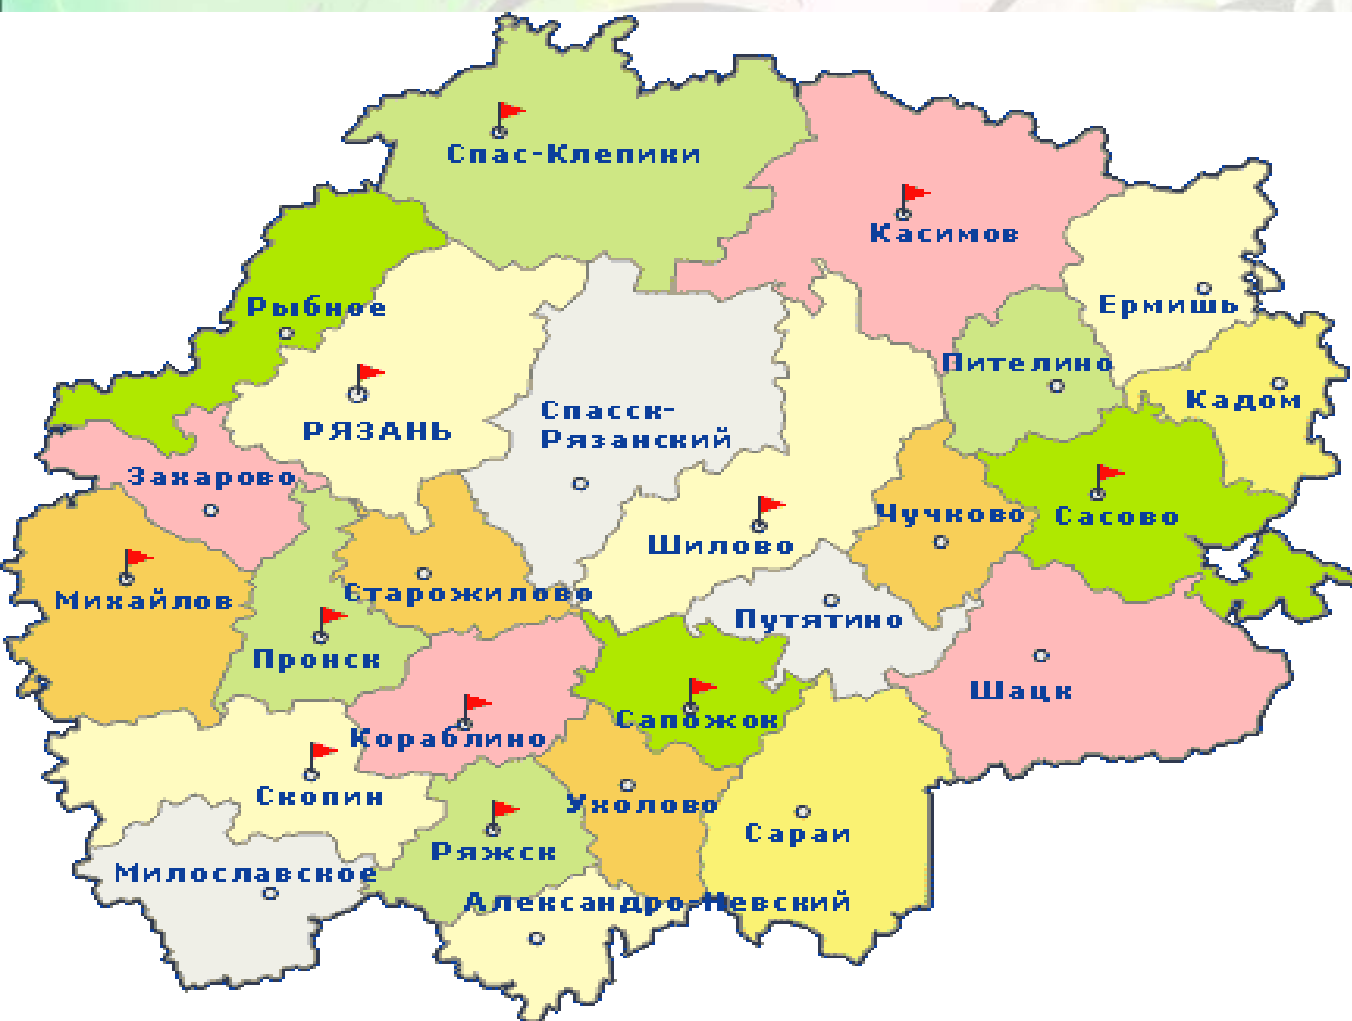 Спас-Клепики
Касимов
Рыбное
Ермишь
Пителино
Кадом
Спасск-
Рязанский
РЯЗАНЬ
Захарово
Чучково
Сасово
Шилово
Михайлов
Старожилово
Путятино
Пронск
Шацк
Сапожок
Кораблино
Скопин
Ухолово
Сараи
Ряжск
Милославское
Александро-Невский